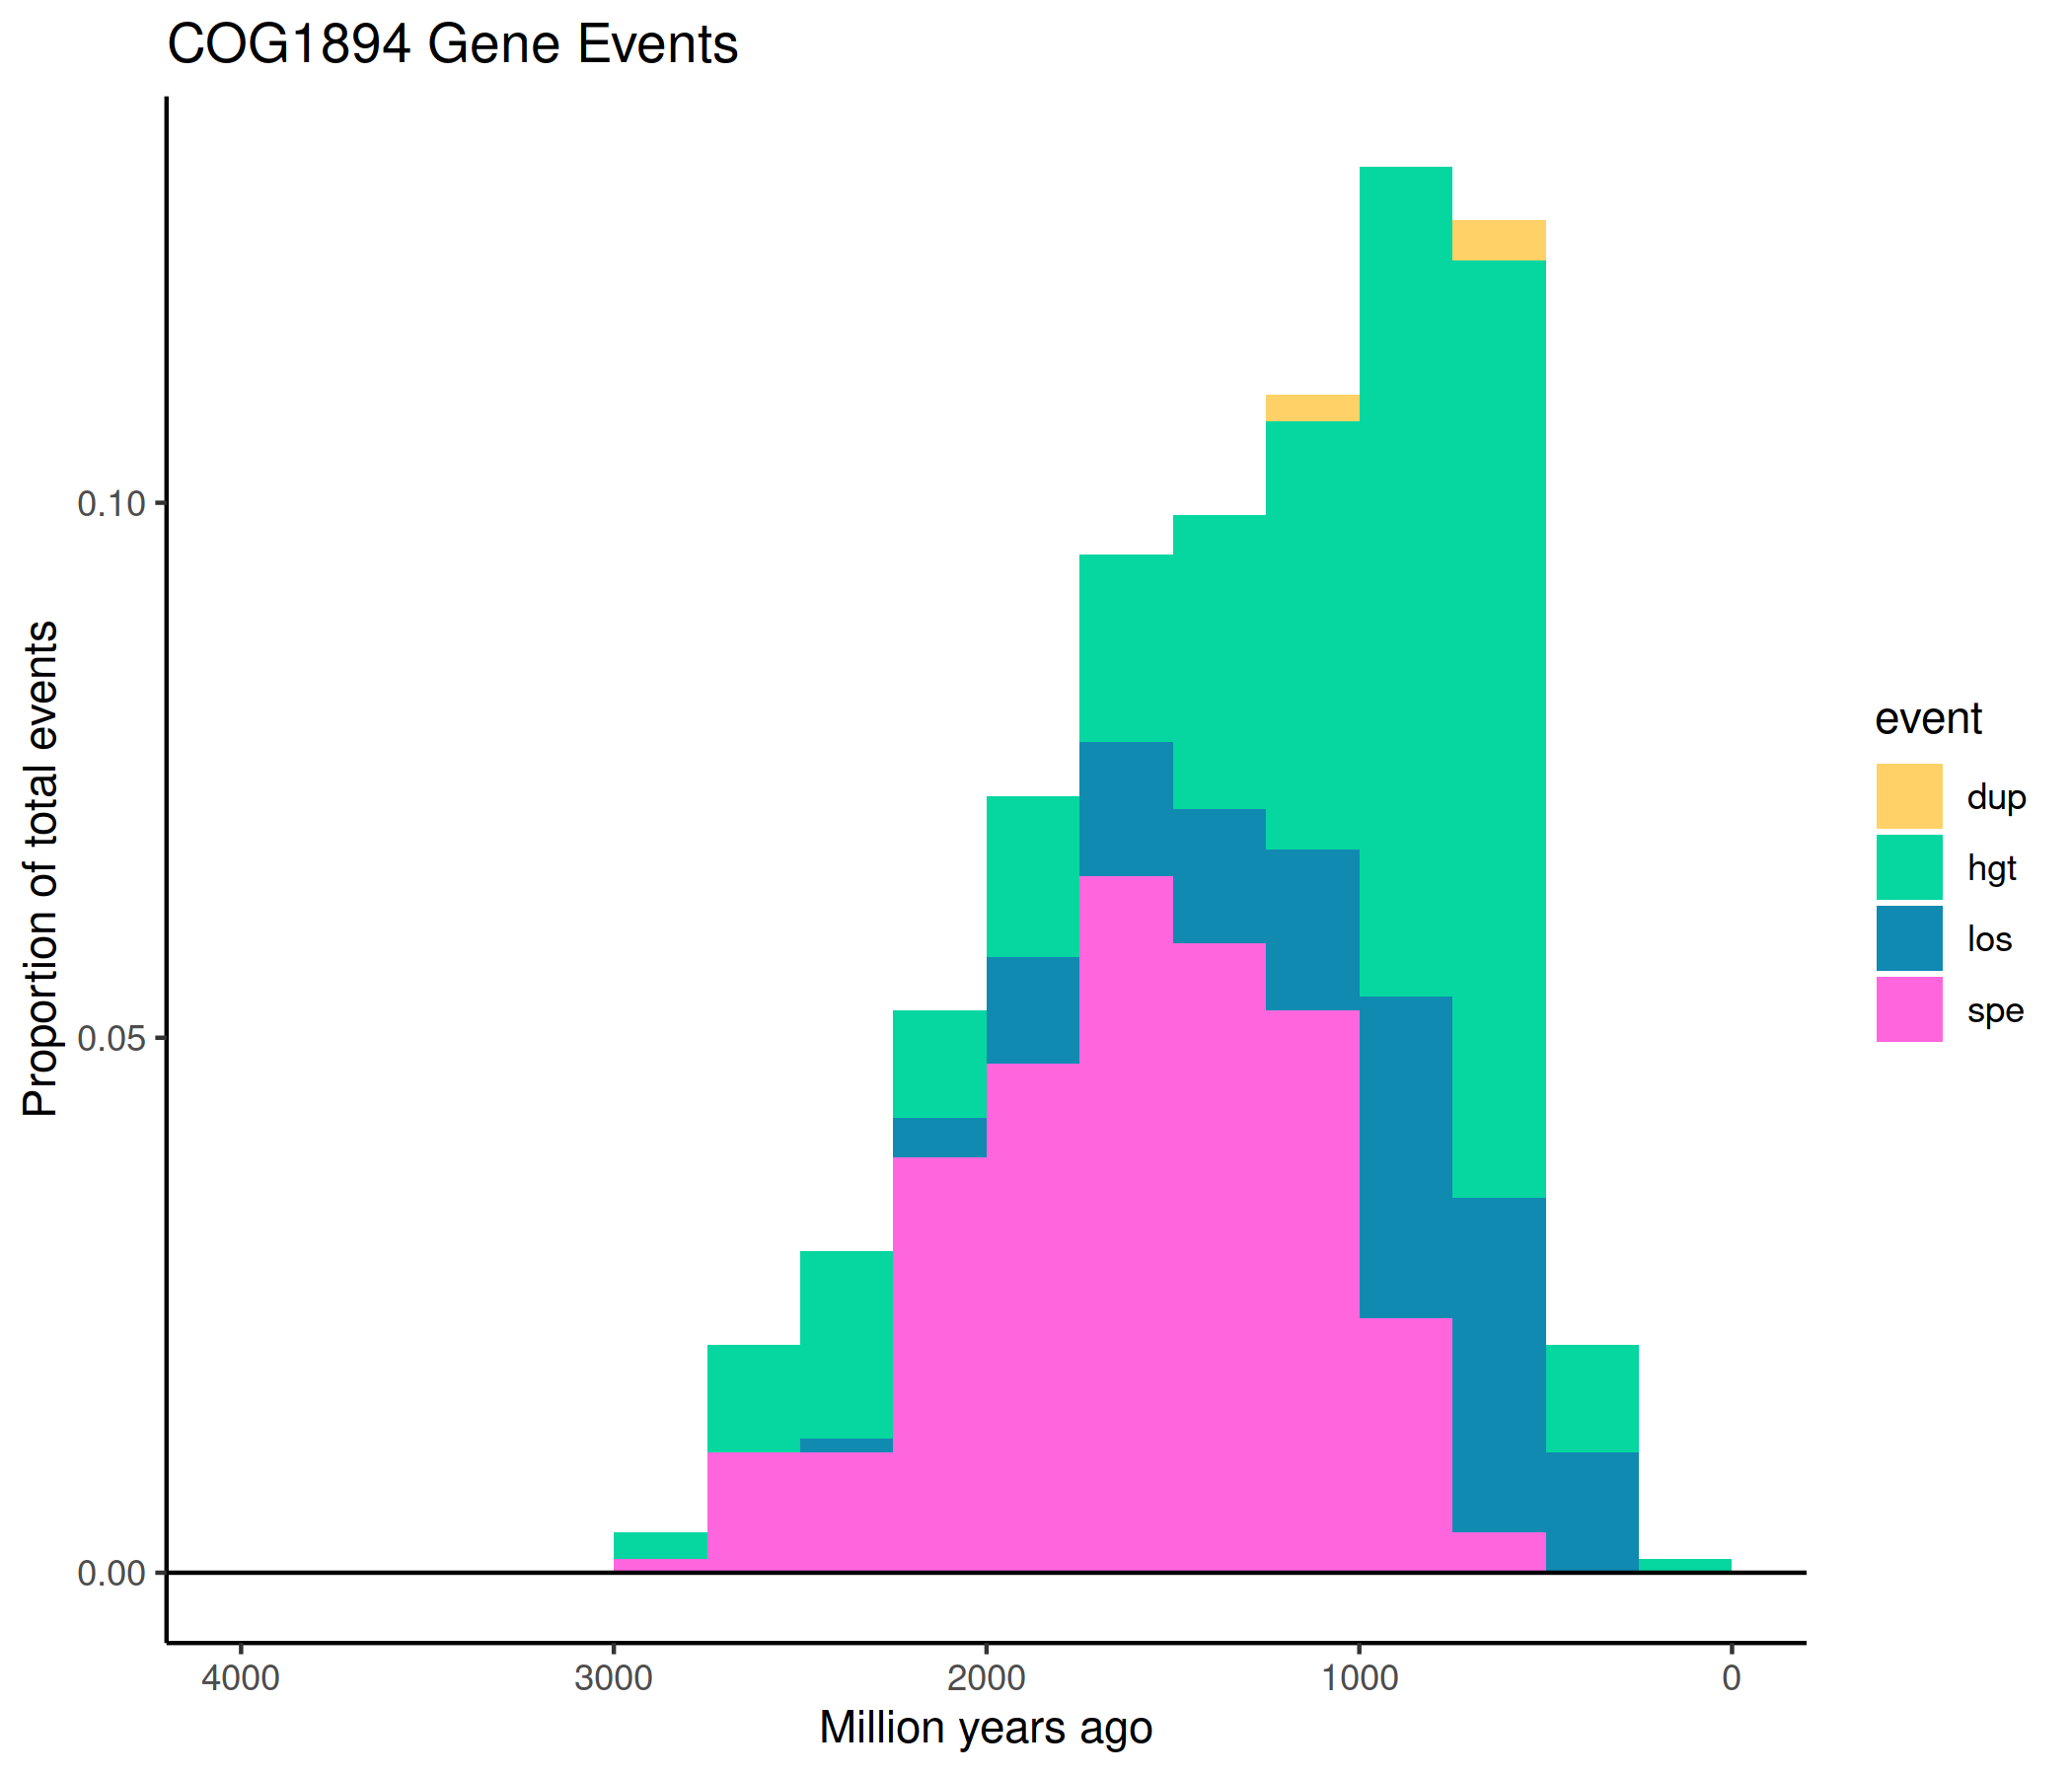 COG1894 Gene Events
Proportion of total events
0.10
0.05
0.00
4000 3000 2000 1000 0
Million years ago
event
dup
hgt
los
spe